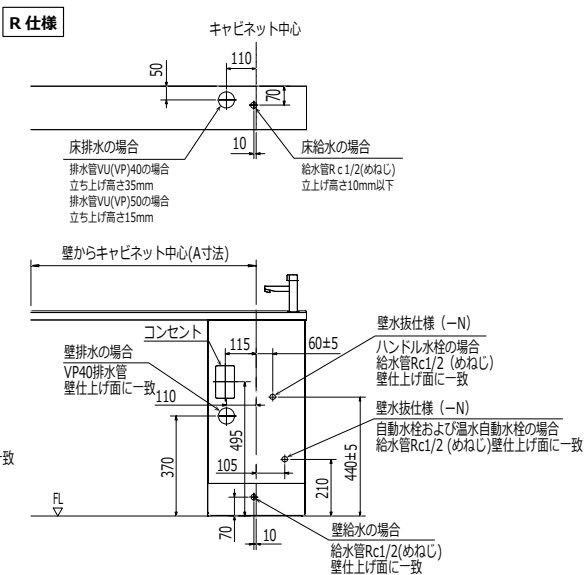 R 仕様
キャビネット中心
110
50
70
10
床排水の場合
排水管VU(VP)40の場合
立ち上げ高さ35mm
排水管VU(VP)50の場合
立ち上げ高さ15mm
床給水の場合
給水管Rc1/2(めねじ)
立上げ高さ10mm以下
壁からキャビネット中心(A寸法)
コンセント
115
60±5
壁排水の場合
VP40排水管
壁仕上げ面に一致
110
壁水抜仕様（−N）
ハンドル水栓の場合
給水管Rc1/2（めねじ）
壁仕上げ面に一致
壁水抜仕様（−N）
自動水栓および温水自動水栓の場合
給水管Rc1/2 (めねじ)壁仕上げ面に一致
370
495
440±5
105
210
致
FL
70
10
壁給水の場合
給水管Rc1/2(めねじ)
壁仕上げ面に一致